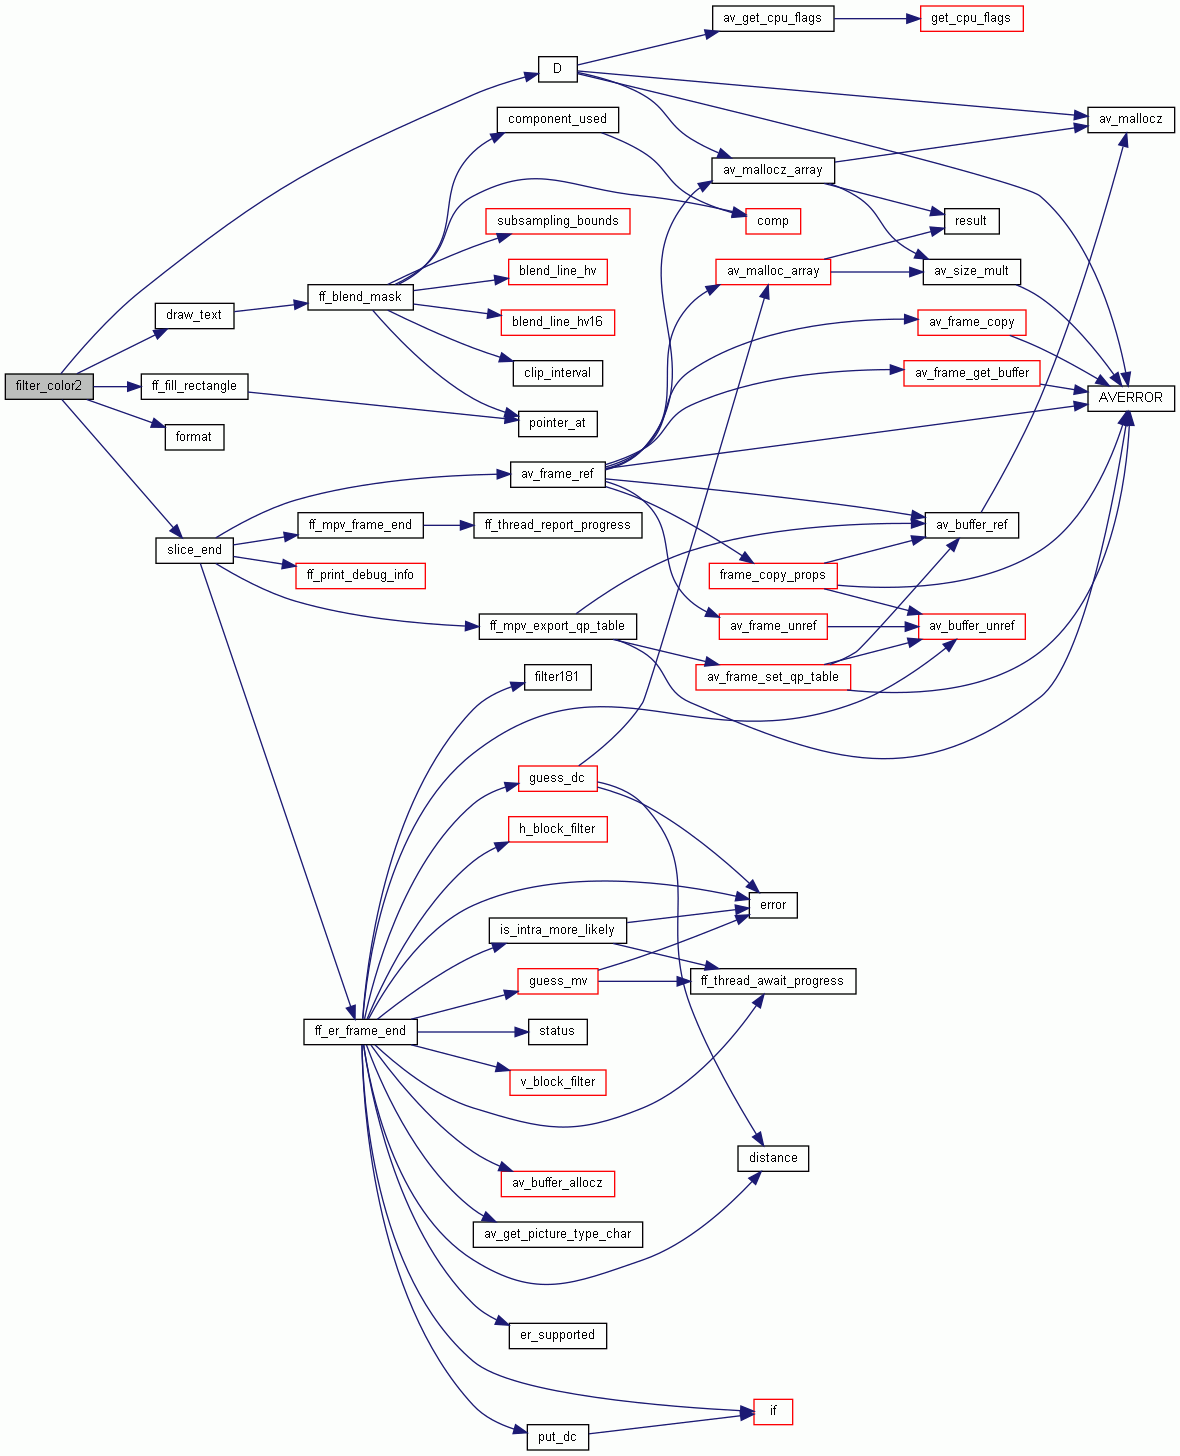 av_get_cpu_flags
get_cpu_flags
D
component_used
av_mallocz
av_mallocz_array
subsampling_bounds
comp
result
blend_line_hv
av_malloc_array
av_size_mult
ff_blend_mask
draw_text
blend_line_hv16
av_frame_copy
clip_interval
av_frame_get_buffer
filter_color2
ff_fill_rectangle
AVERROR
pointer_at
format
av_frame_ref
ff_mpv_frame_end
ff_thread_report_progress
av_buffer_ref
slice_end
ff_print_debug_info
frame_copy_props
ff_mpv_export_qp_table
av_frame_unref
av_buffer_unref
filter181
av_frame_set_qp_table
guess_dc
h_block_filter
error
is_intra_more_likely
guess_mv
ff_thread_await_progress
ff_er_frame_end
status
v_block_filter
distance
av_buffer_allocz
av_get_picture_type_char
er_supported
if
put_dc